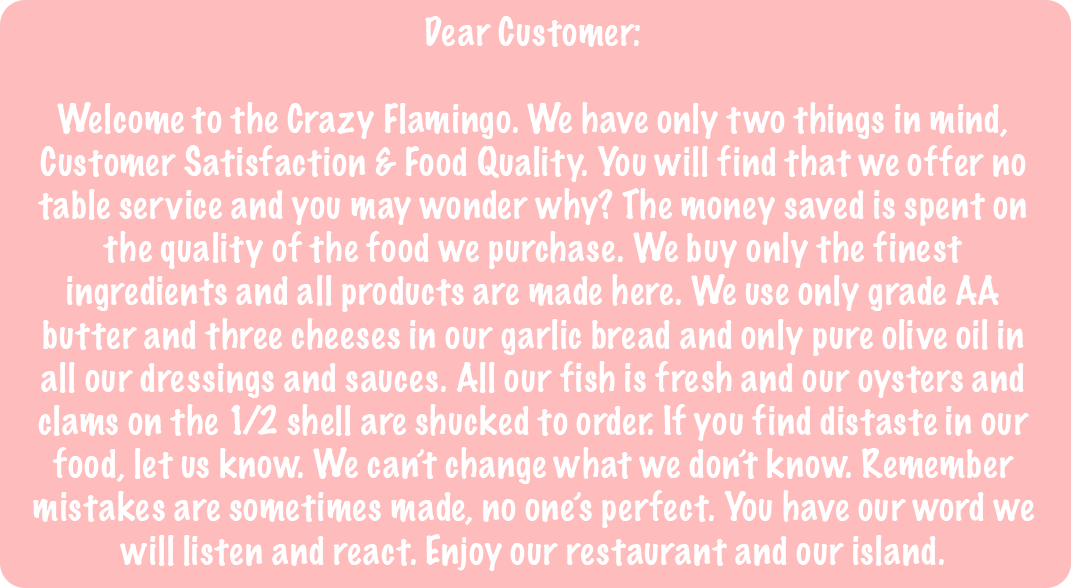 Dear Customer:
Welcome to the Crazy Flamingo. We have only two things in mind,
Customer Satisfaction & Food Quality. You will find that we offer no
table service and you may wonder why? The money saved is spent on
the quality of the food we purchase. We buy only the finest
ingredients and all products are made here. We use only grade AA
butter and three cheeses in our garlic bread and only pure olive oil in
all our dressings and sauces. All our fish is fresh and our oysters and
clams on the 1/2 shell are shucked to order. If you find distaste in our
food, let us know. We can´t change what we don´t know. Remember
mistakes are sometimes made, no one´s perfect. You have our word we
will listen and react. Enjoy our restaurant and our island.